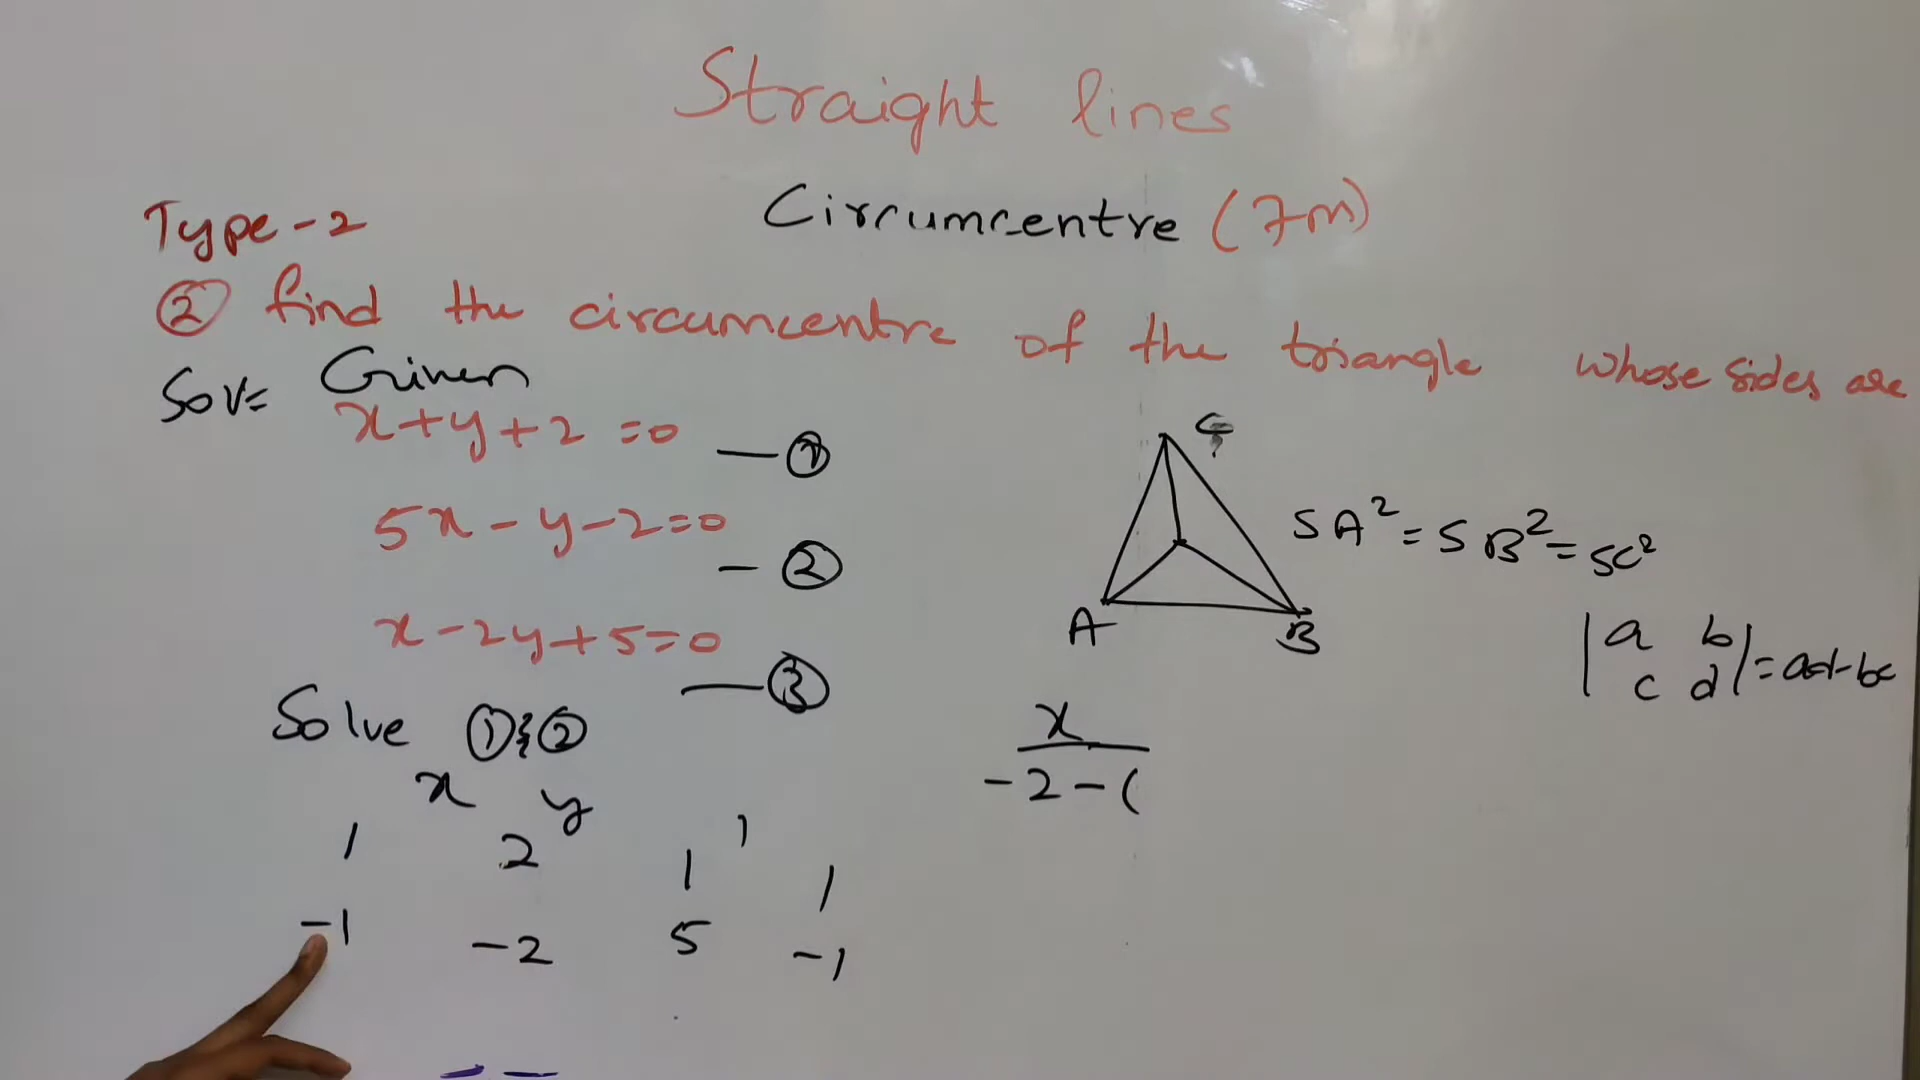 Straight lines
Type-2
Circumcentre (7m)
② find the circumcentre of the triangle whose sides are
Sol= Given
x+y+2=0 —①
5x-y-2=0 —②
x-2y+5=0 —③
C
A B
SA²=SB²=SC²
|a b|
|c d|=ad-bc
Solve ①&②
x y 1
1 2 1 1
-1 -2 5 -1
x
-2-(